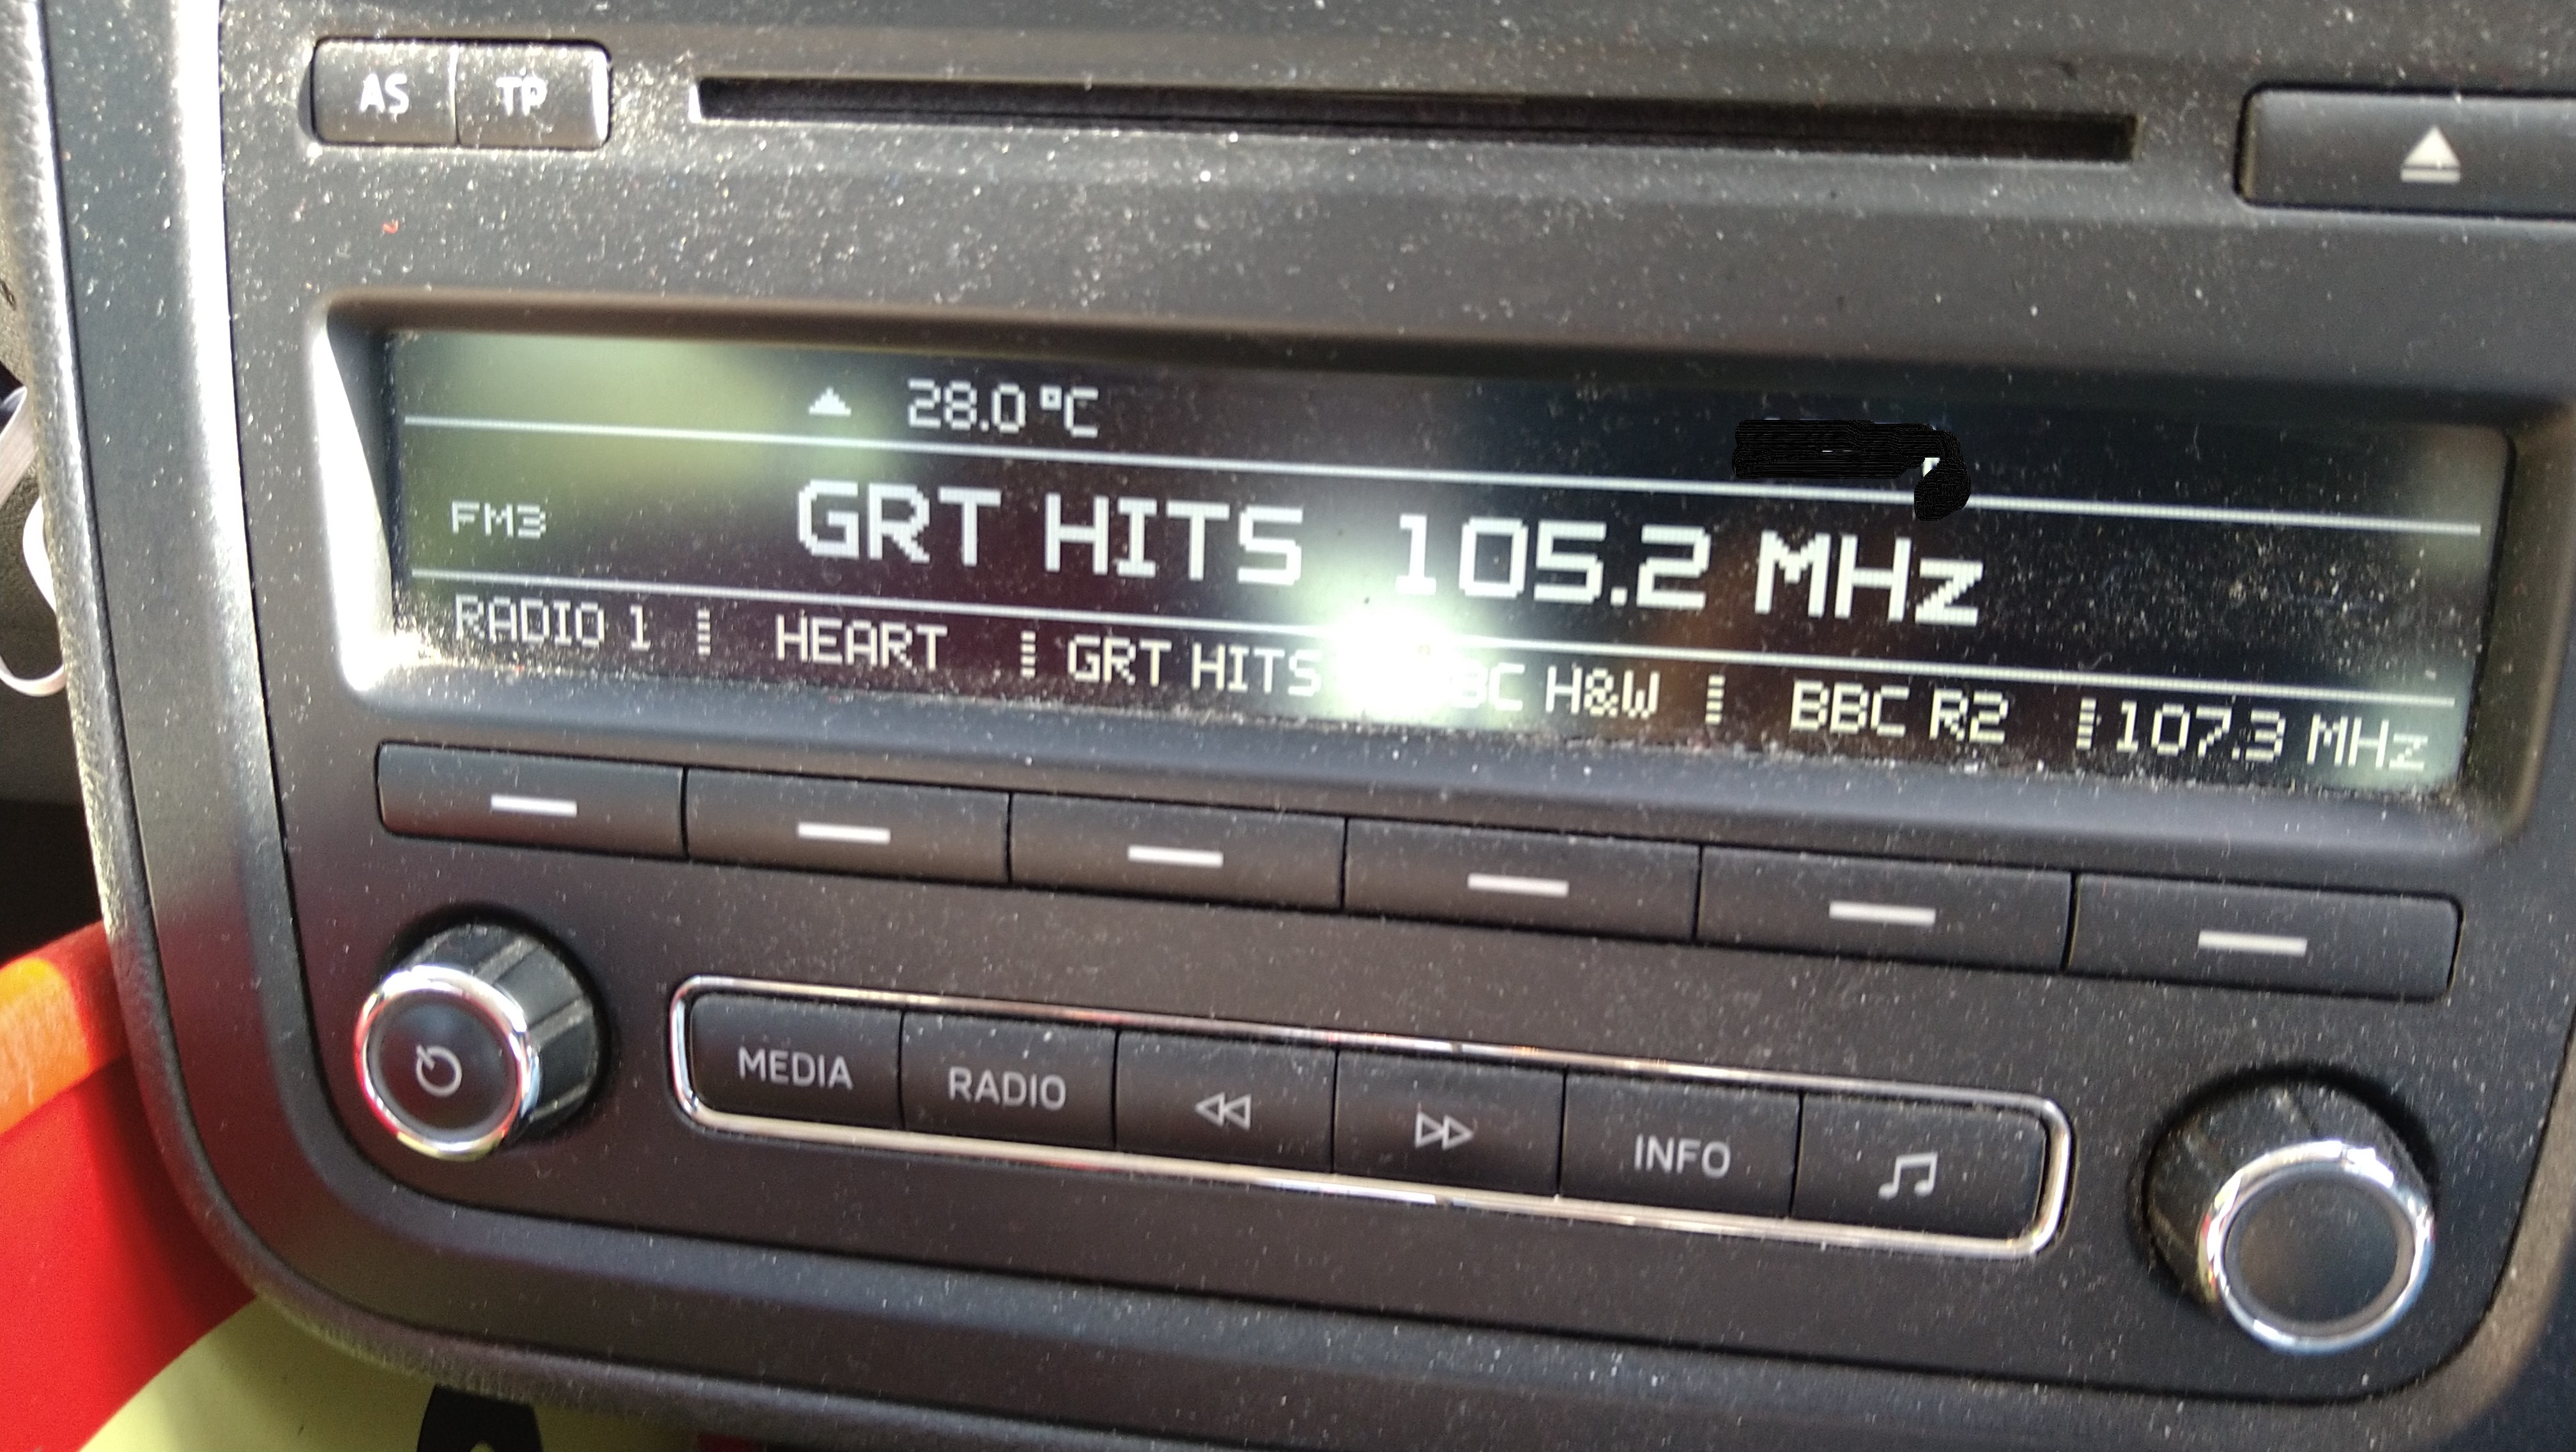 AS TP
28.0 °C
FM3 GRT HITS 105.2 MHz
RADIO 1 HEART GRT HITS H&W BBC R2 107.3 MHz
MEDIA RADIO INFO